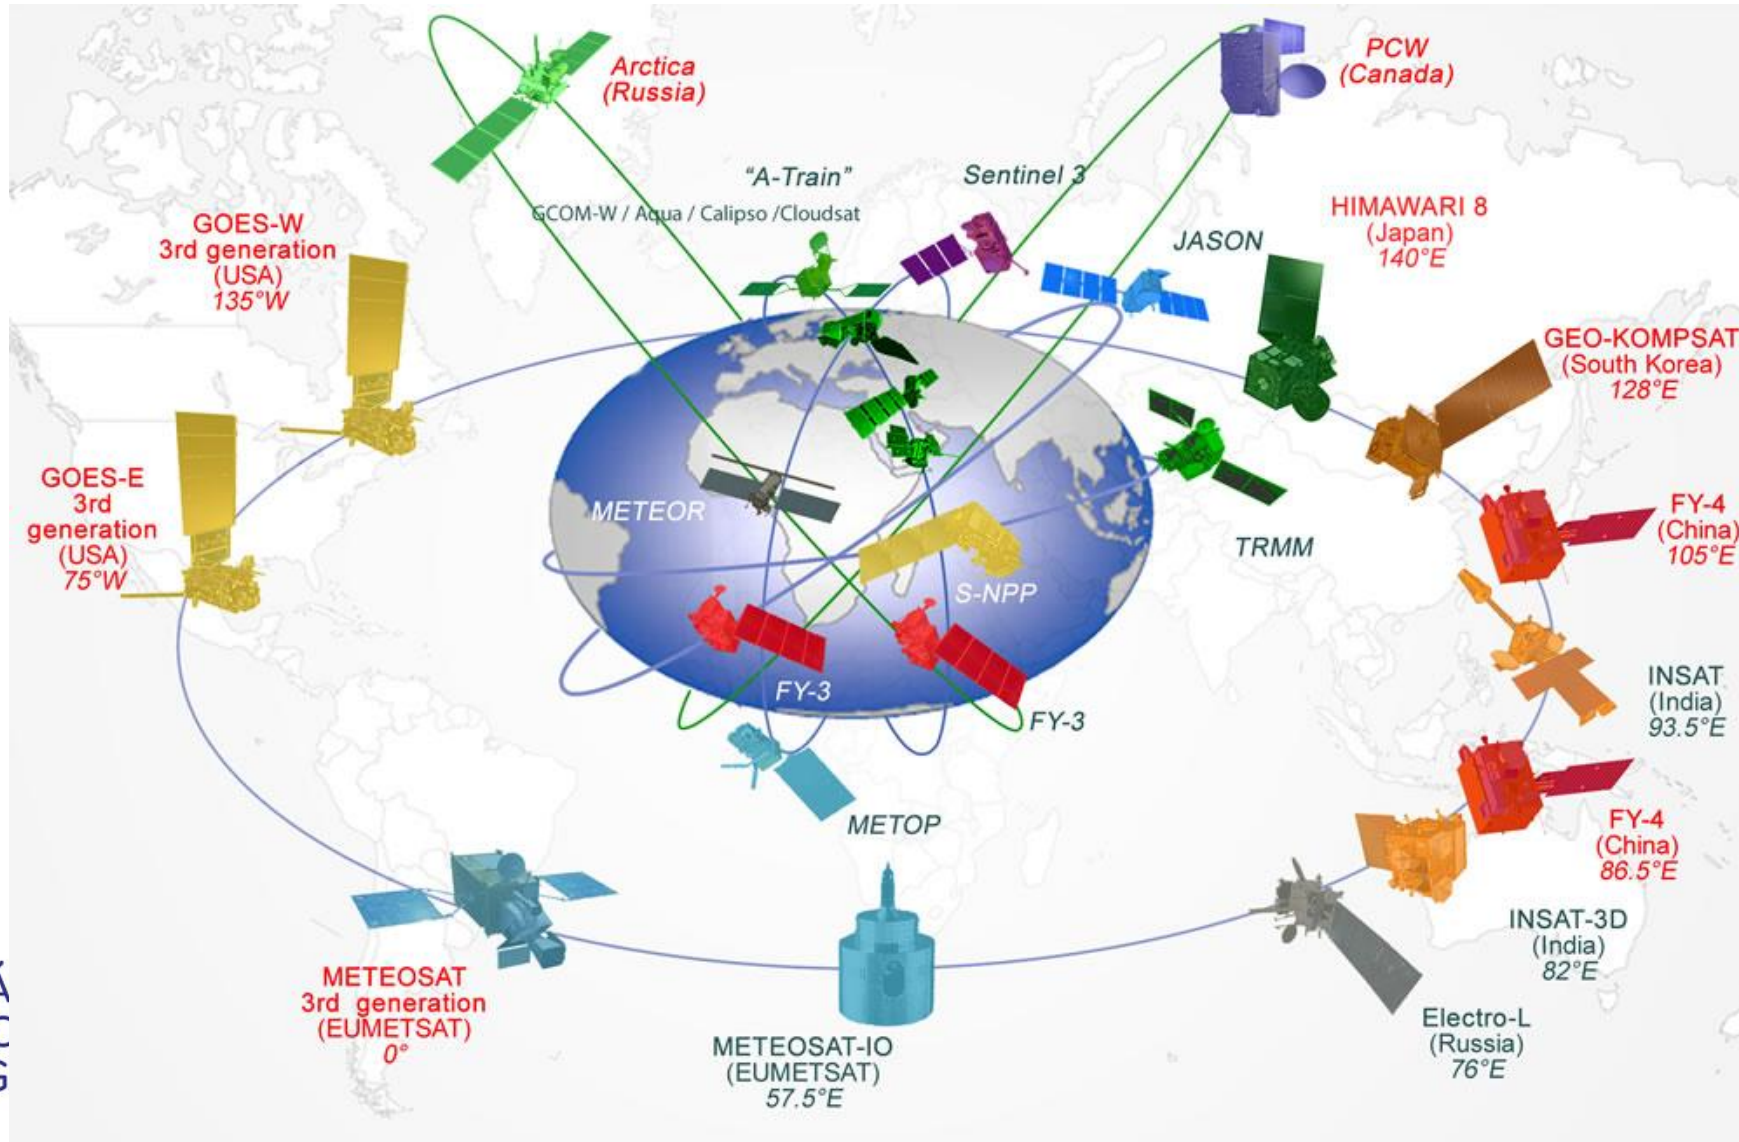 Arctica
(Russia)
PCW
(Canada)
"A-Train"
GCOM-W / Aqua / Calipso /Cloudsat
Sentinel 3
JASON
HIMAWARI 8
(Japan)
140°E
GOES-W
3rd generation
(USA)
135°W
GEO-KOMPSAT
(South Korea)
128°E
GOES-E
3rd
generation
(USA)
75°W
METEOR
S-NPP
TRMM
FY-4
(China)
105°E
FY-3
FY-3
INSAT
(India)
93.5°E
METOP
FY-4
(China)
86.5°E
INSAT-3D
(India)
82°E
METEOSAT
3rd generation
(EUMETSAT)
0°
METEOSAT-IO
(EUMETSAT)
57.5°E
Electro-L
(Russia)
76°E